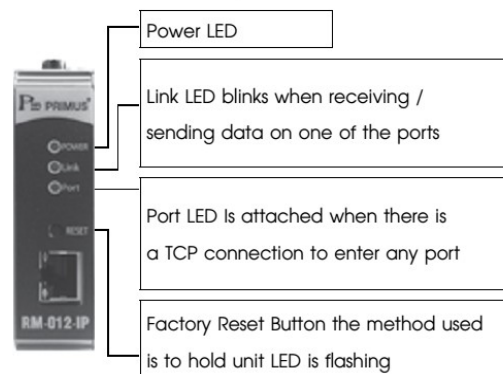 Power LED
PM PRIMUS
Link LED blinks when receiving /
sending data on one of the ports
POWER
Link
Port
Port LED Is attached when there is
a TCP connection to enter any port
RESET
RM-012-IP
Factory Reset Button the method used
is to hold unit LED is flashing